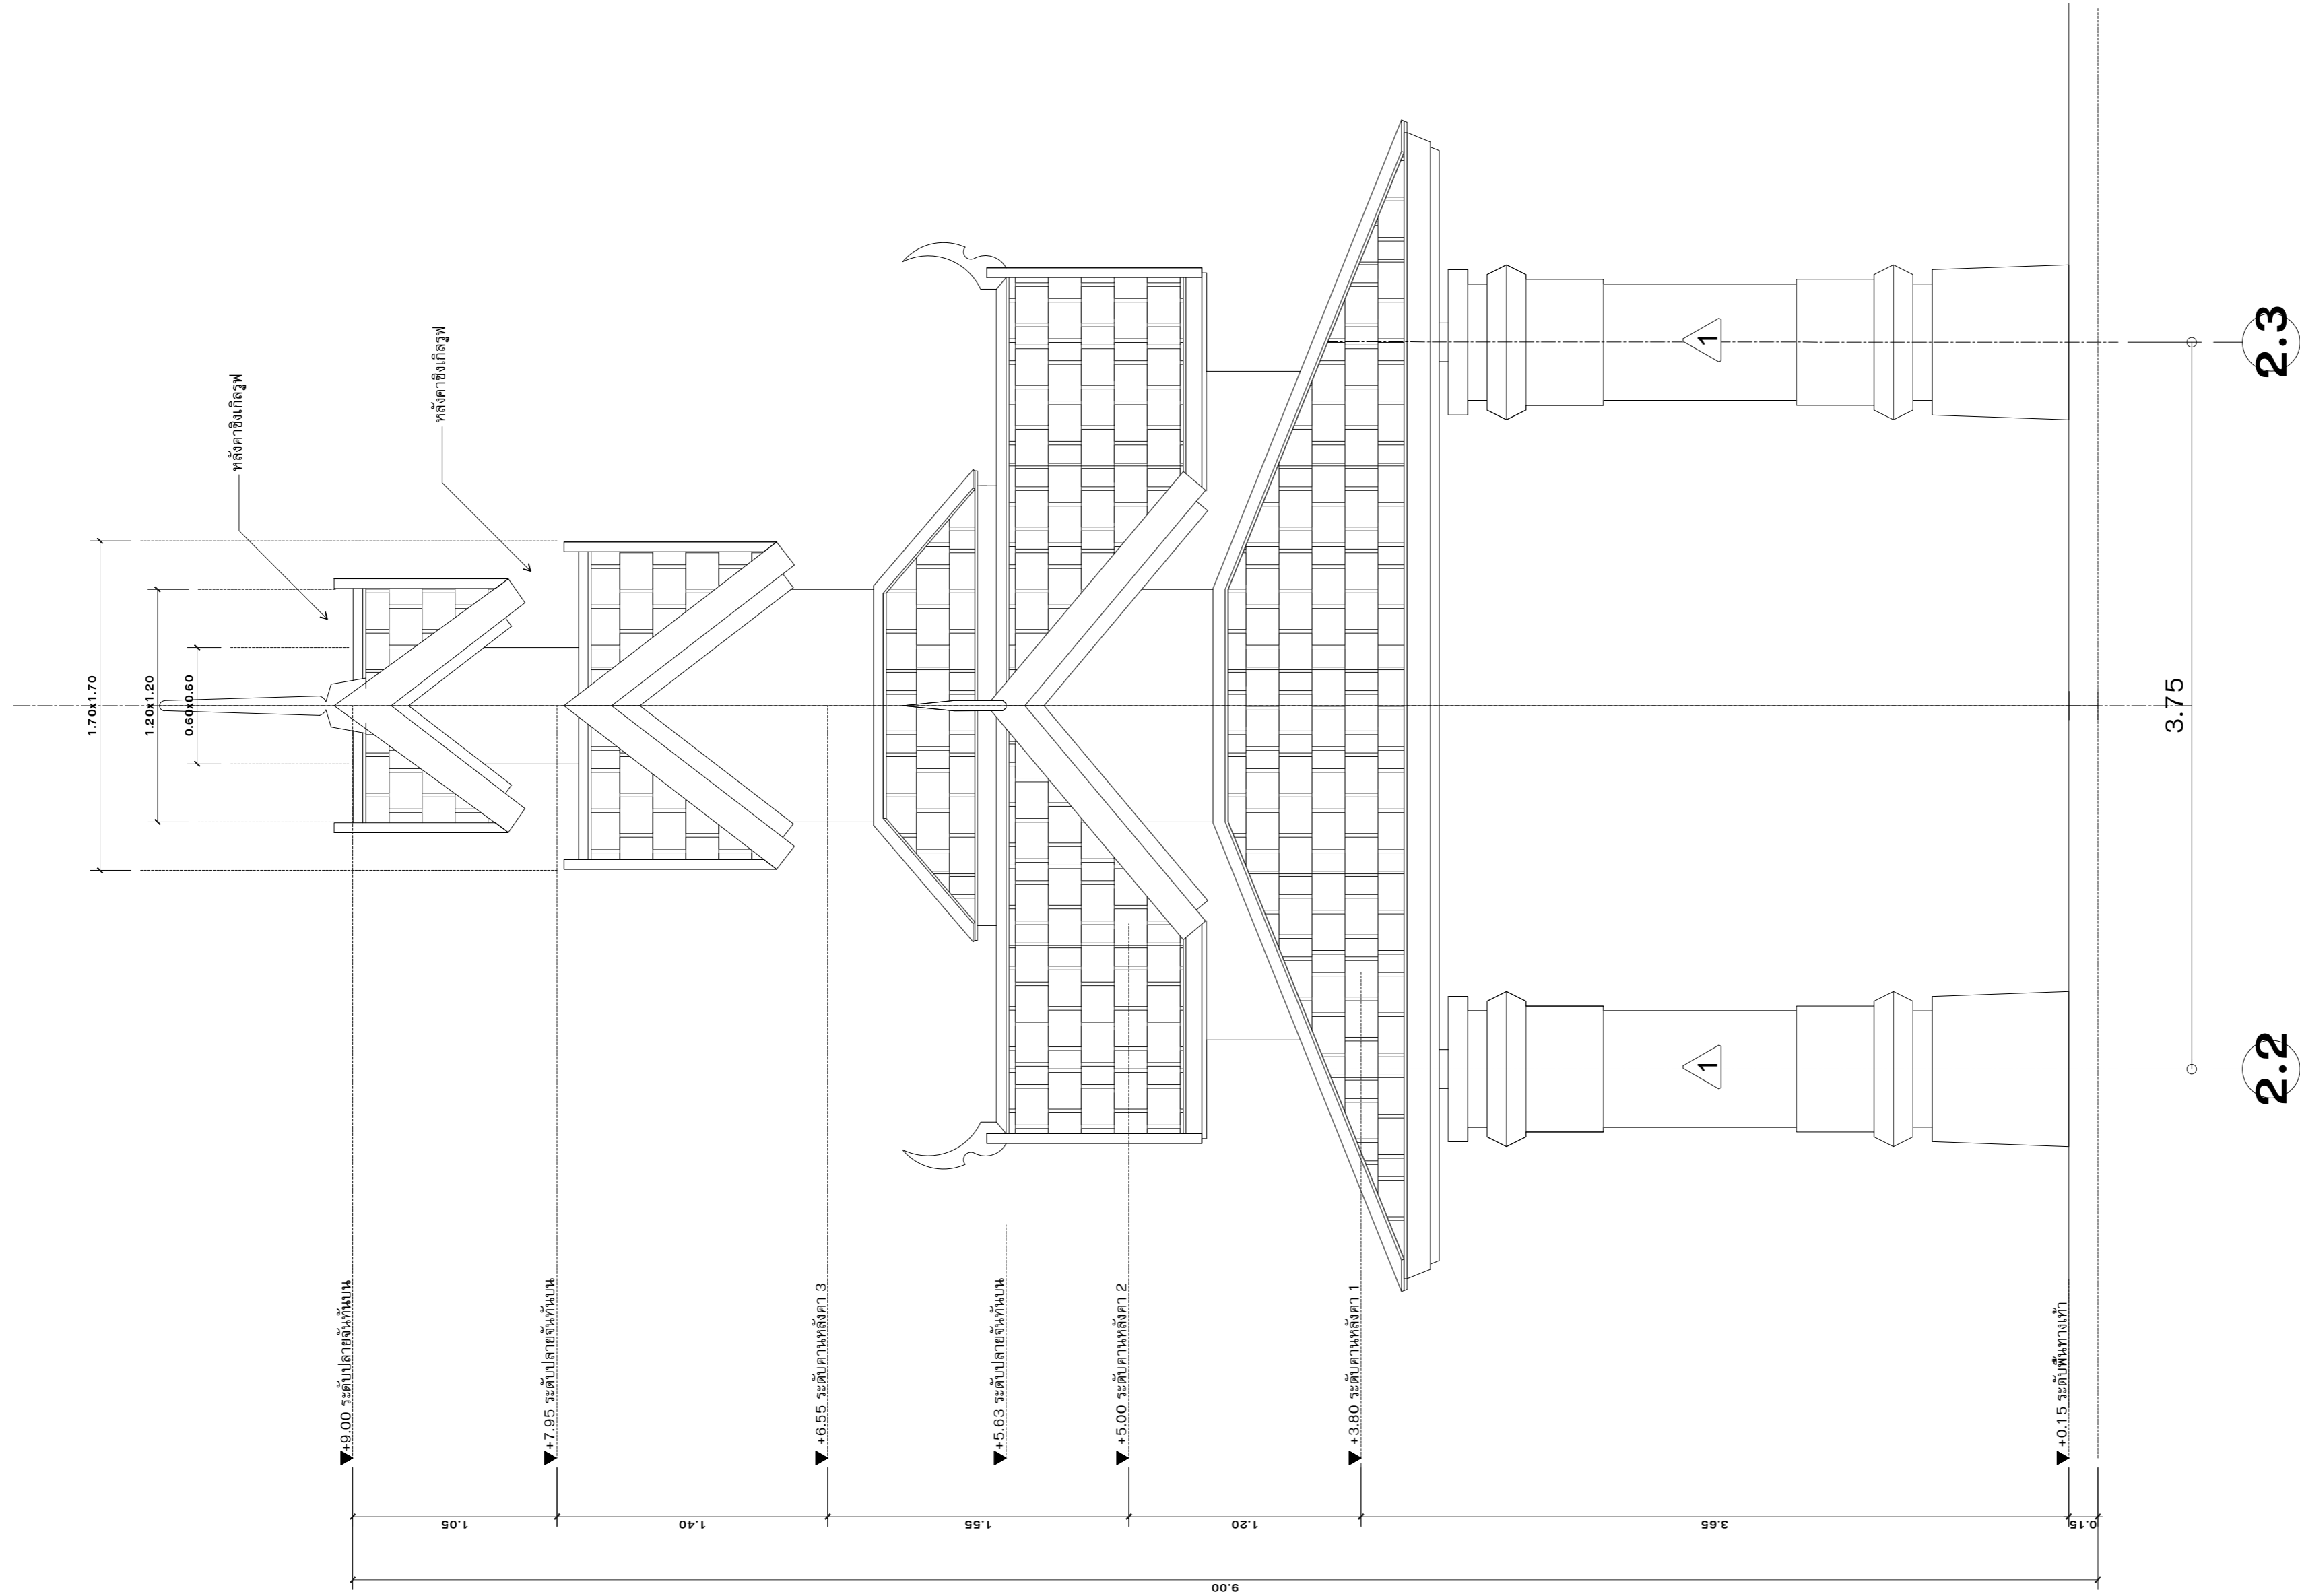 หลังคาชิงเกิลรูฟ
หลังคาชิงเกิลรูฟ
1.70x1.70
1.20x1.20
0.60x0.60
+9.00 ระดับปลายจันทันบน
+7.95 ระดับปลายจันทันบน
+6.55 ระดับคานหลังคา 3
+5.63 ระดับปลายจันทันบน
+5.00 ระดับคานหลังคา 2
+3.80 ระดับคานหลังคา 1
+0.15 ระดับพื้นทางเท้า
1.05
1.40
1.55
1.20
3.65
0.15
9.00
1
1
3.75
2.2
2.3